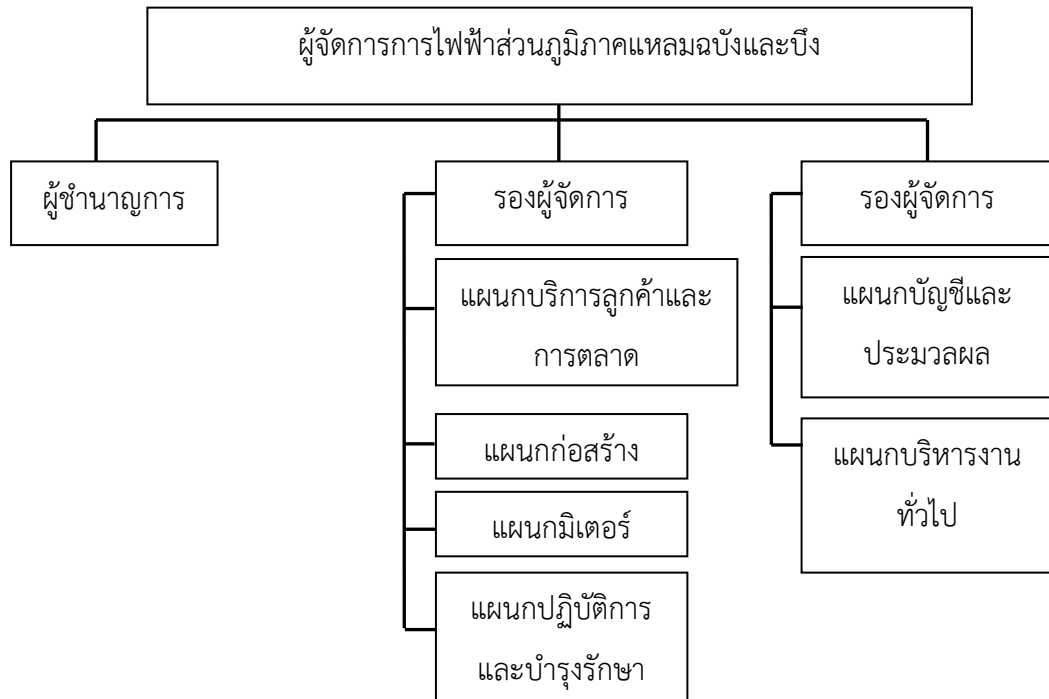 ผู้จัดการการไฟฟ้าส่วนภูมิภาคแหลมฉบังและบึง
ผู้ชำนาญการ
รองผู้จัดการ
แผนกบริการลูกค้าและ
การตลาด
แผนกก่อสร้าง
แผนกมิเตอร์
แผนกปฏิบัติการ
และบำรุงรักษา
รองผู้จัดการ
แผนกบัญชีและ
ประมวลผล
แผนกบริหารงาน
ทั่วไป